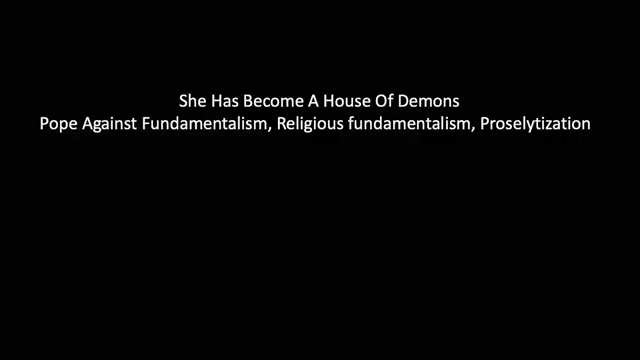 She Has Become A House Of Demons
Pope Against Fundamentalism, Religious fundamentalism, Proselytization